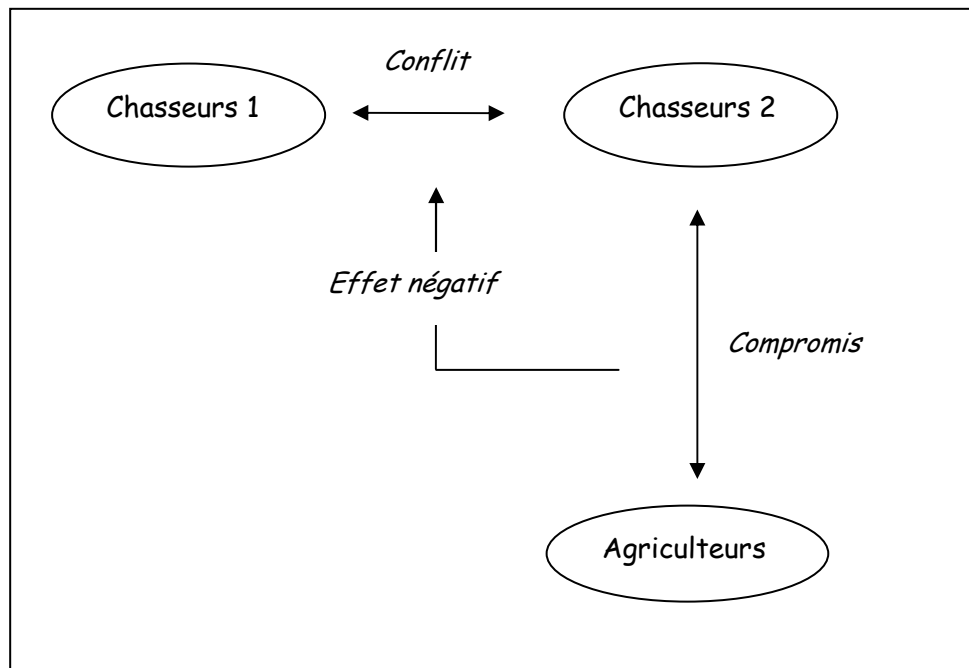 Conflit
Chasseurs 1
Chasseurs 2
Effet négatif
Compromis
Agriculteurs